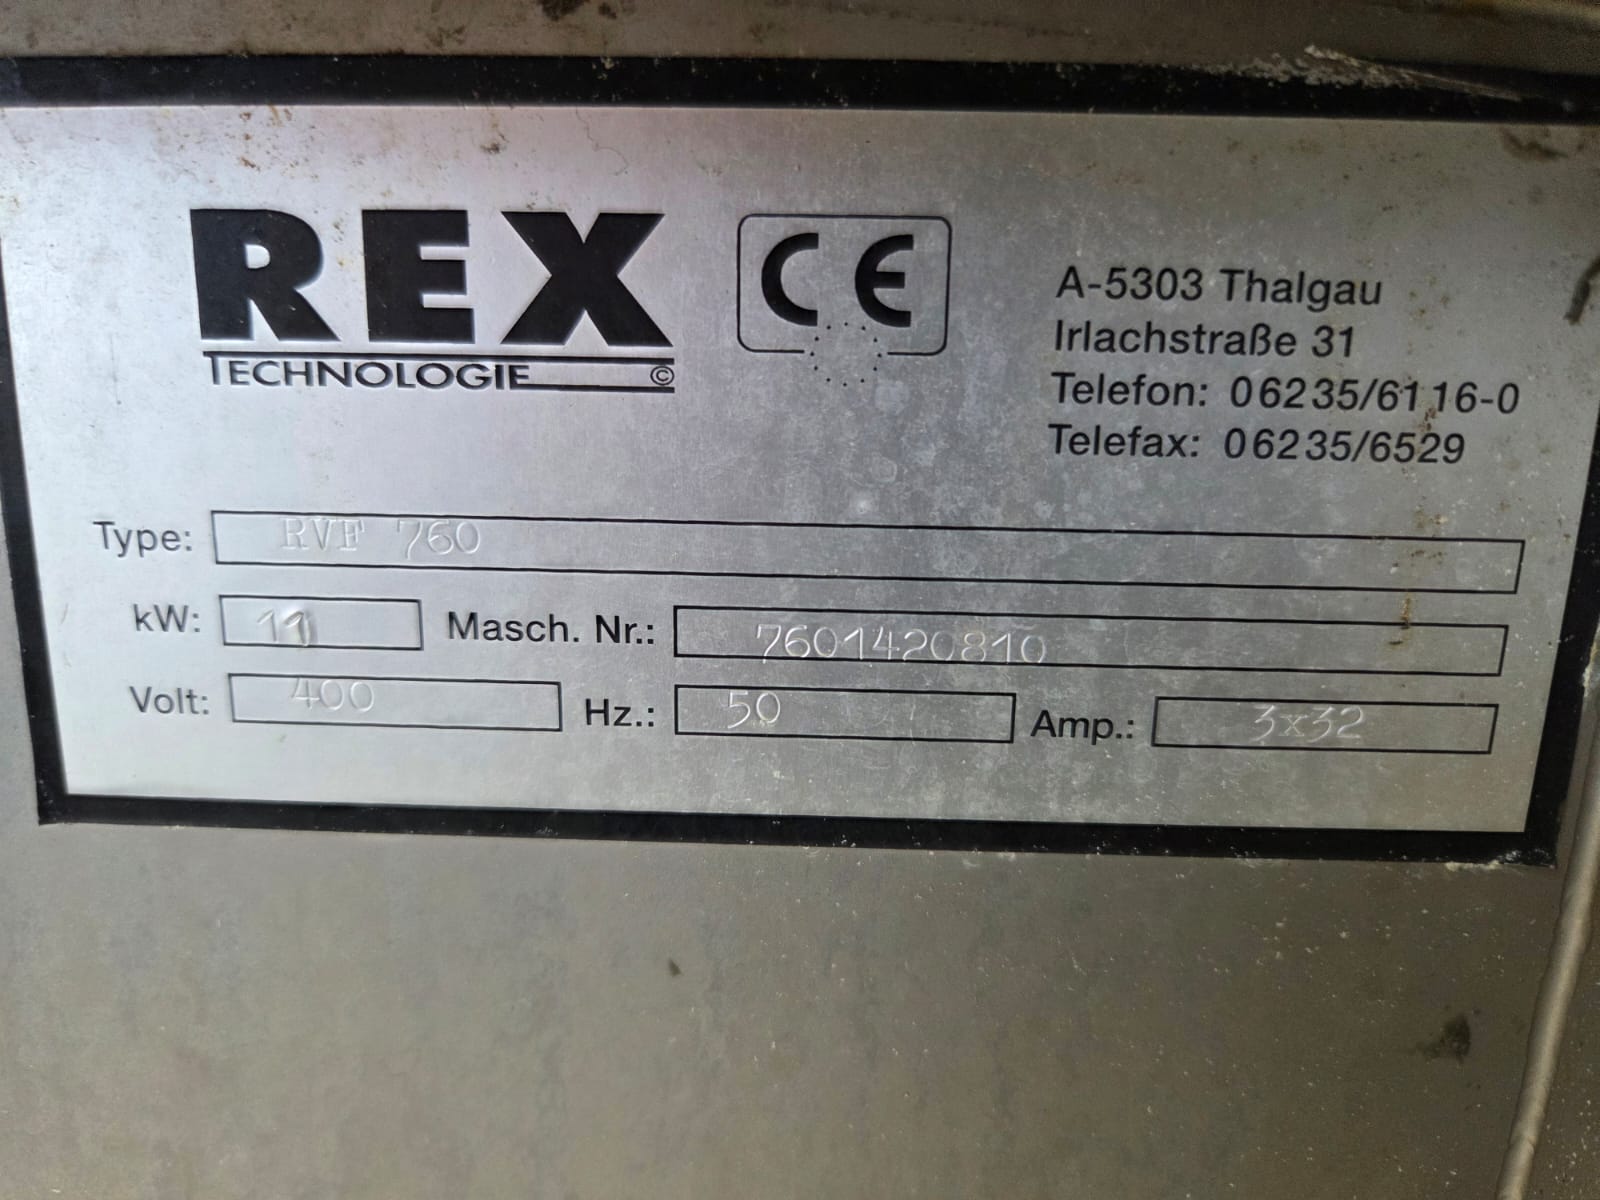 REX
TECHNOLOGIE ©
CE
A-5303 Thalgau
Irlachstraße 31
Telefon: 06235/6116-0
Telefax: 06235/6529
Type: RVF 760
kW: 11 Masch. Nr.: 7601420810
Volt: 400 Hz.: 50 Amp.: 3x32